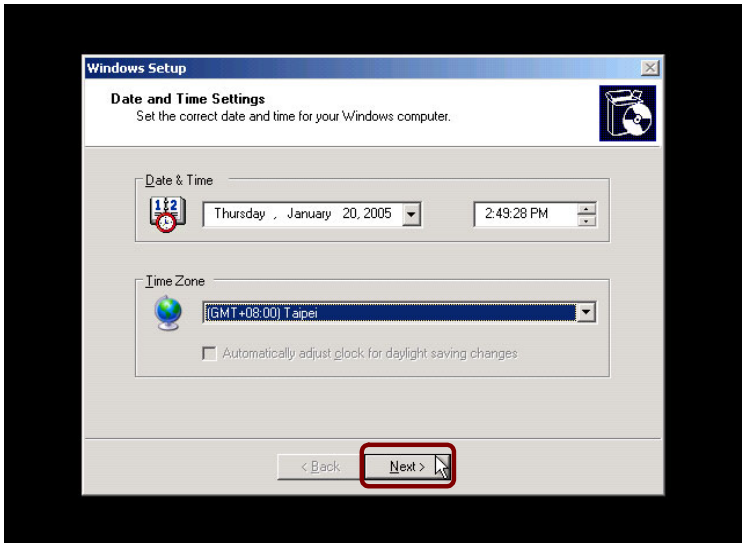 Windows Setup
Date and Time Settings
Set the correct date and time for your Windows computer.
Date & Time
Thursday , January 20, 2005
2:49:28 PM
Time Zone
(GMT+08:00) Taipei
Automatically adjust clock for daylight saving changes
< Back
Next >